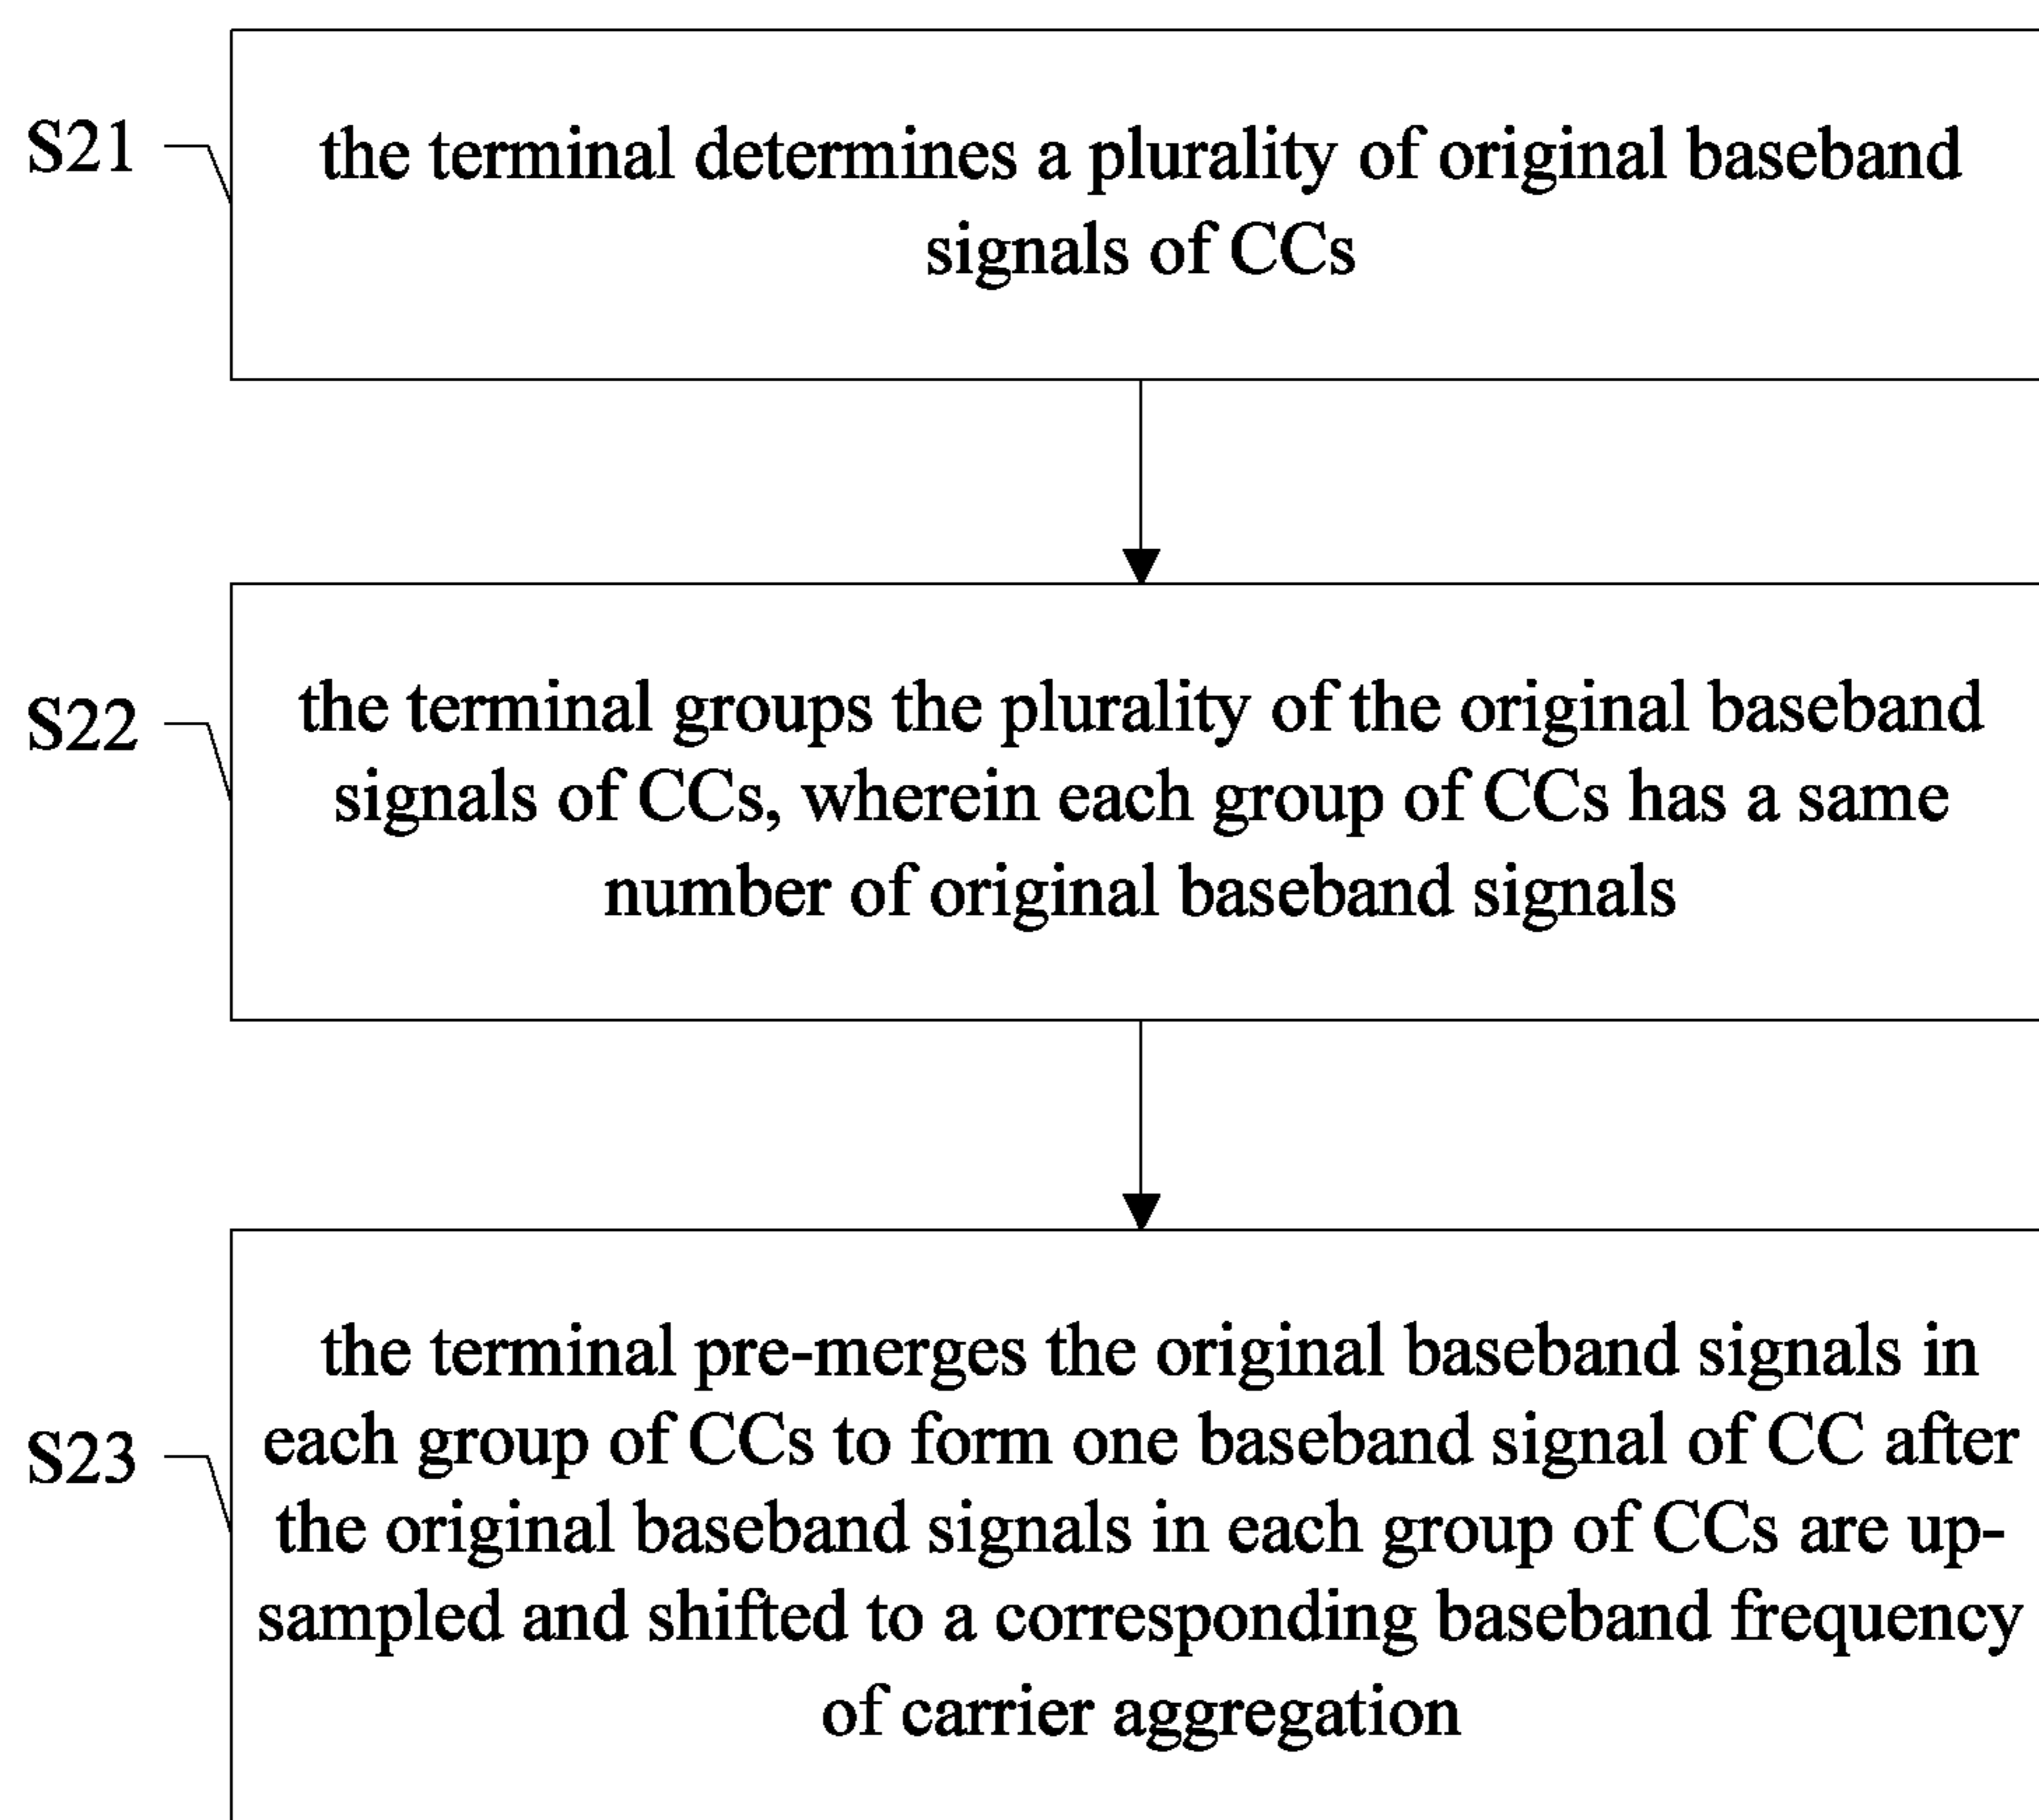 S21
the terminal determines a plurality of original baseband
signals of CCs
S22
the terminal groups the plurality of the original baseband
signals of CCs, wherein each group of CCs has a same
number of original baseband signals
S23
the terminal pre-merges the original baseband signals in
each group of CCs to form one baseband signal of CC after
the original baseband signals in each group of CCs are up-
sampled and shifted to a corresponding baseband frequency
of carrier aggregation